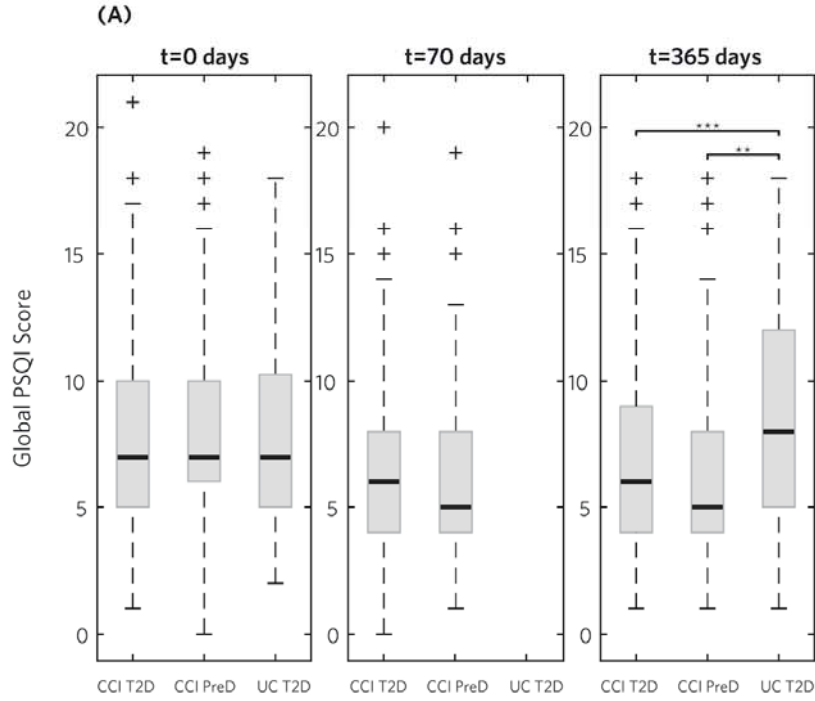 (A)
t=0 days t=70 days t=365 days
Global PSQI Score
20 20 20
*** 
**
15 15 15
10 10 10
5 5 5
0 0 0
CCI T2D CCI PreD UC T2D CCI T2D CCI PreD UC T2D CCI T2D CCI PreD UC T2D